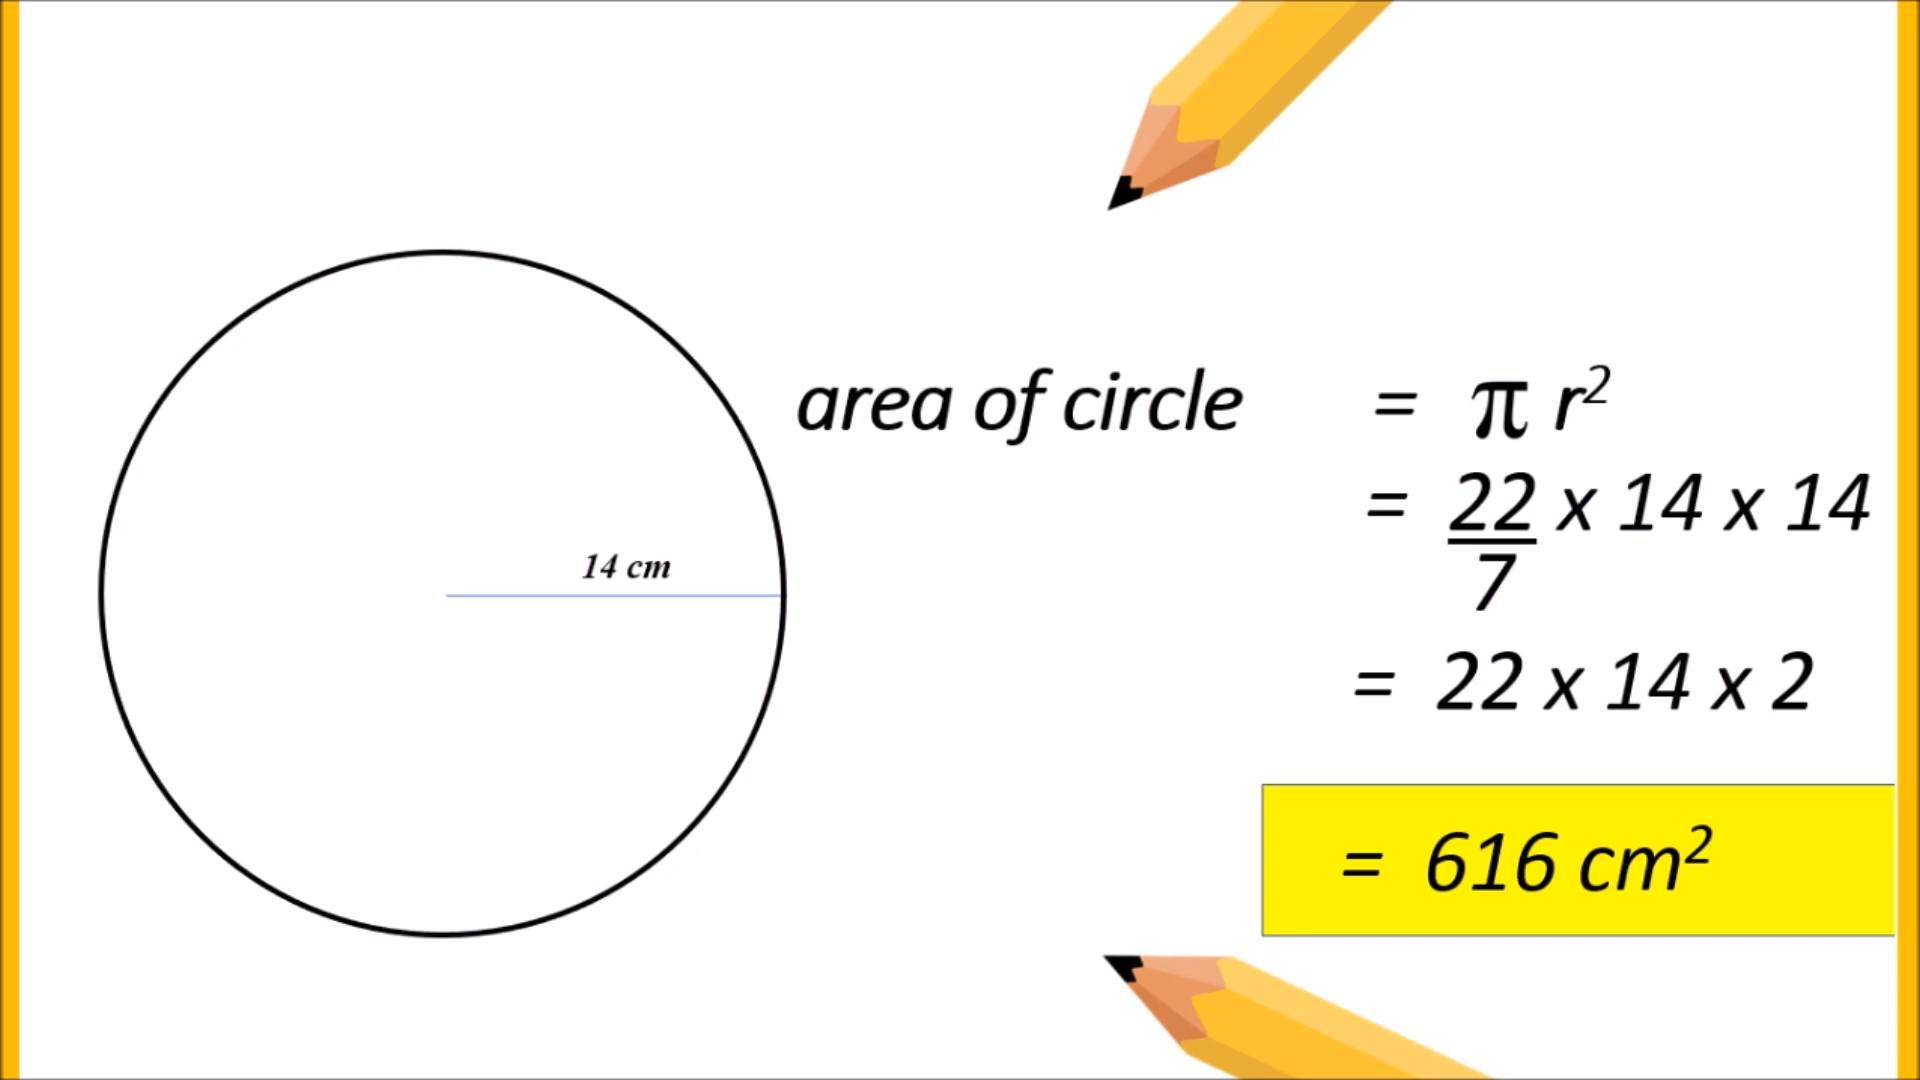 14 cm
area of circle = π r²
= 22/7 x 14 x 14
= 22 x 14 x 2
= 616 cm²